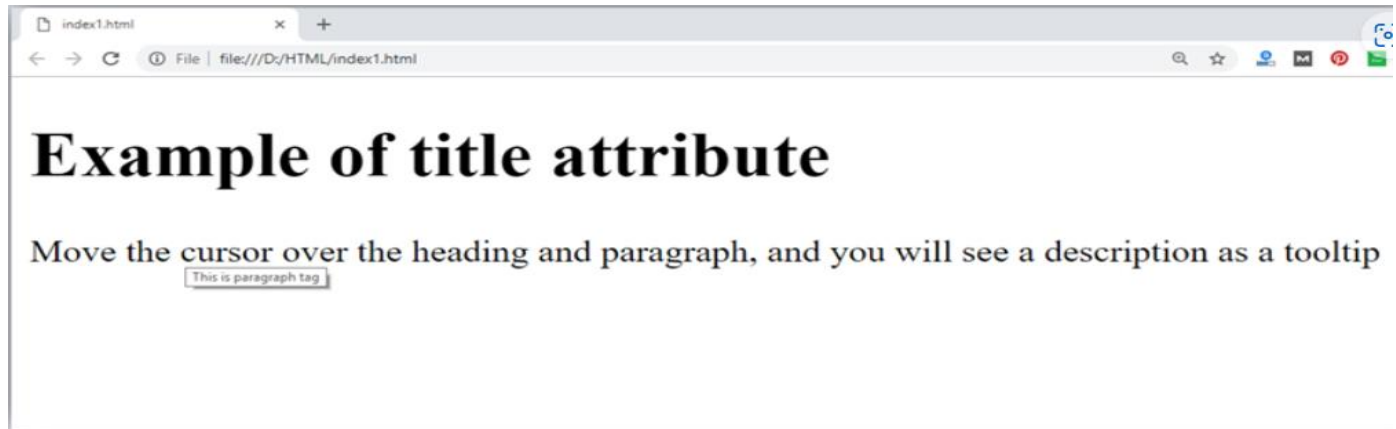 index1.html
File | file:///D:/HTML/index1.html
Example of title attribute
Move the cursor over the heading and paragraph, and you will see a description as a tooltip
This is paragraph tag